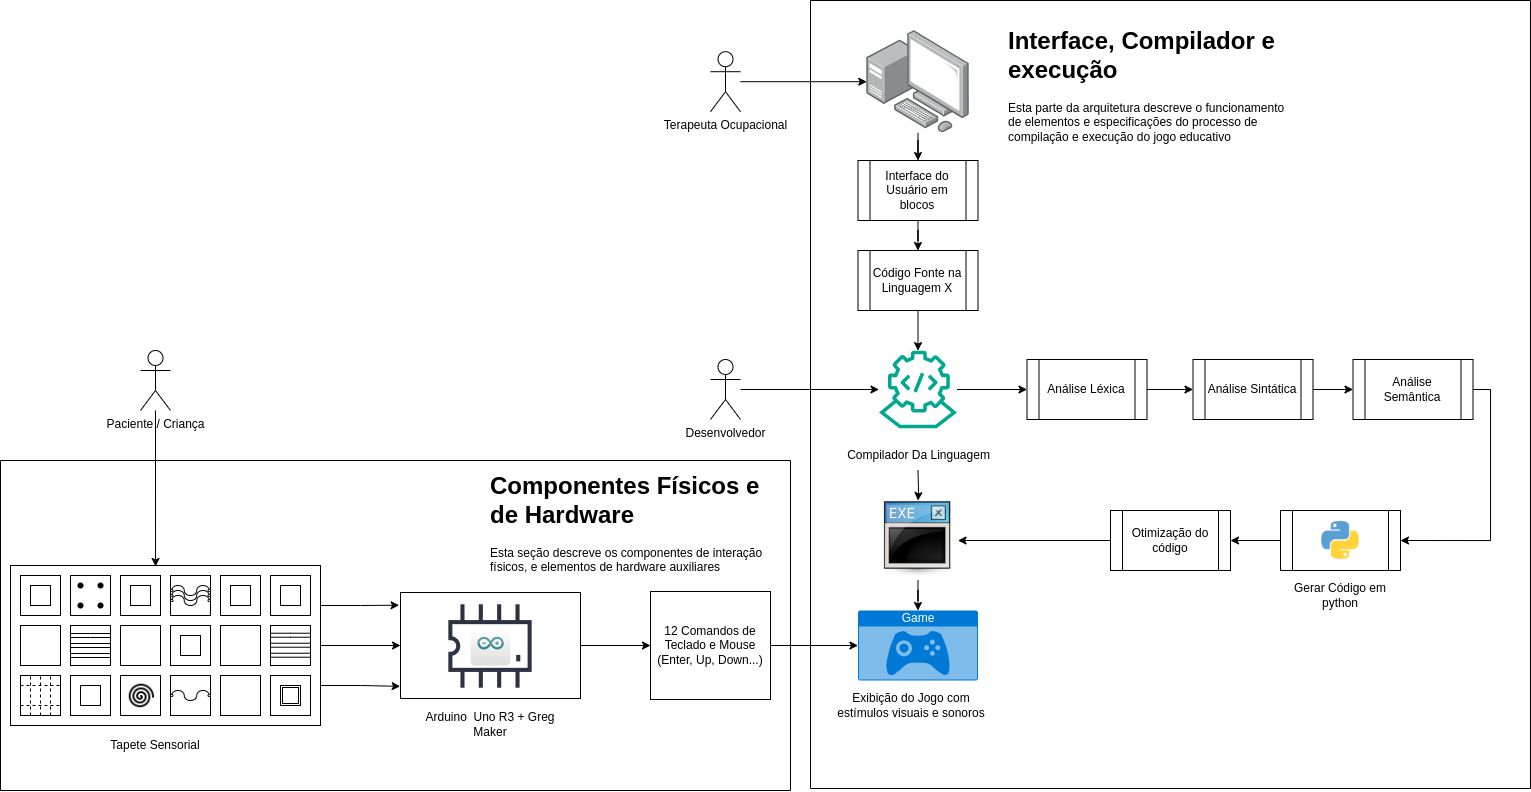 Interface, Compilador e
execução
Esta parte da arquitetura descreve o funcionamento
de elementos e especificações do processo de
compilação e execução do jogo educativo
Terapeuta Ocupacional
Interface do
Usuário em
blocos
Código Fonte na
Linguagem X
Desenvolvedor
Compilador Da Linguagem
Análise Léxica
Análise Sintática
Análise
Semântica
Gerar Código em
python
Otimização do
código
EXE
X
Game
Exibição do Jogo com
estímulos visuais e sonoros
Paciente / Criança
Componentes Físicos e
de Hardware
Esta seção descreve os componentes de interação
físicos, e elementos de hardware auxiliares
Tapete Sensorial
Arduino  Uno R3 + Greg
Maker
12 Comandos de
Teclado e Mouse
(Enter, Up, Down...)